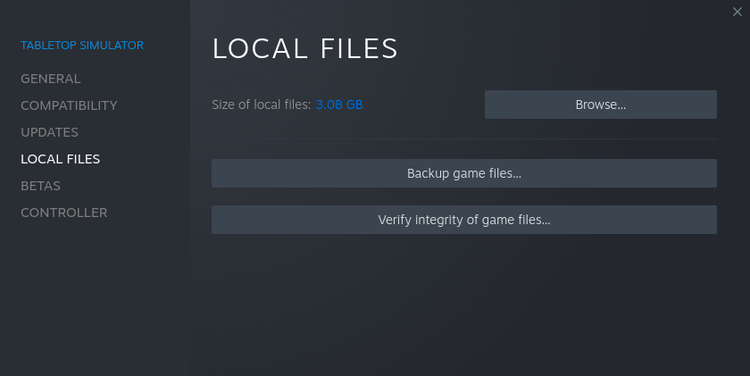 TABLETOP SIMULATOR
GENERAL
COMPATIBILITY
UPDATES
LOCAL FILES
BETAS
CONTROLLER
LOCAL FILES
Size of local files: 3.08 GB
Browse...
Backup game files...
Verify integrity of game files...